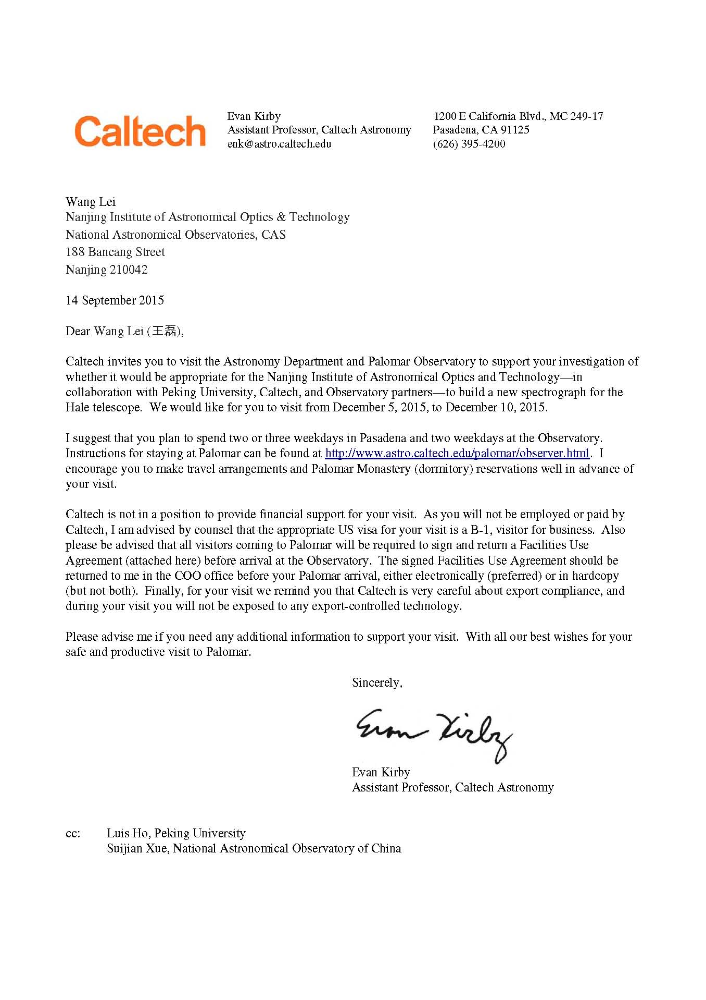 Caltech
Evan Kirby
Assistant Professor, Caltech Astronomy
enk@astro.caltech.edu
1200 E California Blvd., MC 249-17
Pasadena, CA 91125
(626) 395-4200
Wang Lei
Nanjing Institute of Astronomical Optics & Technology
National Astronomical Observatories, CAS
188 Bancang Street
Nanjing 210042
14 September 2015
Dear Wang Lei (王磊),
Caltech invites you to visit the Astronomy Department and Palomar Observatory to support your investigation of
whether it would be appropriate for the Nanjing Institute of Astronomical Optics and Technology—in
collaboration with Peking University, Caltech, and Observatory partners—to build a new spectrograph for the
Hale telescope.  We would like for you to visit from December 5, 2015, to December 10, 2015.
I suggest that you plan to spend two or three weekdays in Pasadena and two weekdays at the Observatory.
Instructions for staying at Palomar can be found at http://www.astro.caltech.edu/palomar/observer.html.  I
encourage you to make travel arrangements and Palomar Monastery (dormitory) reservations well in advance of
your visit.
Caltech is not in a position to provide financial support for your visit.  As you will not be employed or paid by
Caltech, I am advised by counsel that the appropriate US visa for your visit is a B-1, visitor for business.  Also
please be advised that all visitors coming to Palomar will be required to sign and return a Facilities Use
Agreement (attached here) before arrival at the Observatory.  The signed Facilities Use Agreement should be
returned to me in the COO office before your Palomar arrival, either electronically (preferred) or in hardcopy
(but not both).  Finally, for your visit we remind you that Caltech is very careful about export compliance, and
during your visit you will not be exposed to any export-controlled technology.
Please advise me if you need any additional information to support your visit.  With all our best wishes for your
safe and productive visit to Palomar.
Sincerely,
Evan Kirby
Evan Kirby
Assistant Professor, Caltech Astronomy
cc: Luis Ho, Peking University
Suijian Xue, National Astronomical Observatory of China